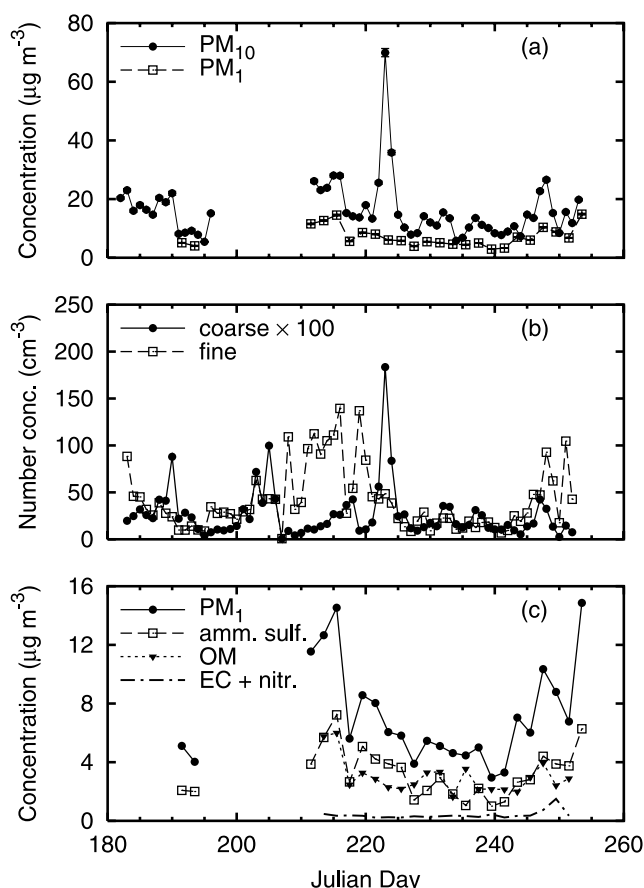 80
60
40
20
0
Concentration (μg m-3)
PM10
PM1
(a)
250
200
150
100
50
0
Number conc. (cm-3)
coarse × 100
fine
(b)
16
12
8
4
0
Concentration (μg m-3)
PM1
amm. sulf.
OM
EC + nitr.
(c)
180 200 220 240 260
Julian Day